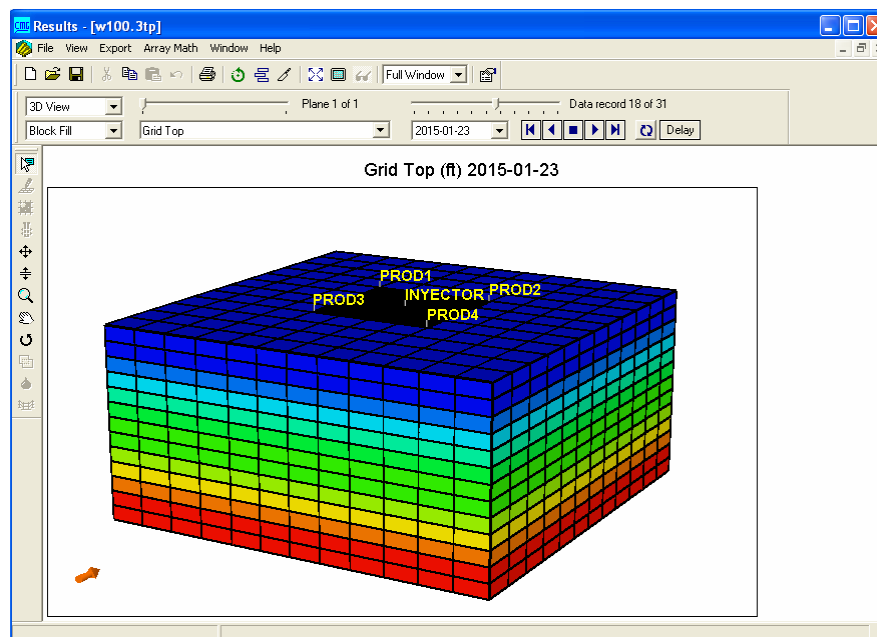 CMG Results - [w100.3tp]
File View Export Array Math Window Help
Full Window
3D View Plane 1 of 1 Data record 18 of 31
Block Fill Grid Top 2015-01-23 Delay
Grid Top (ft) 2015-01-23
PROD1
INYECTOR PROD2
PROD3
PROD4